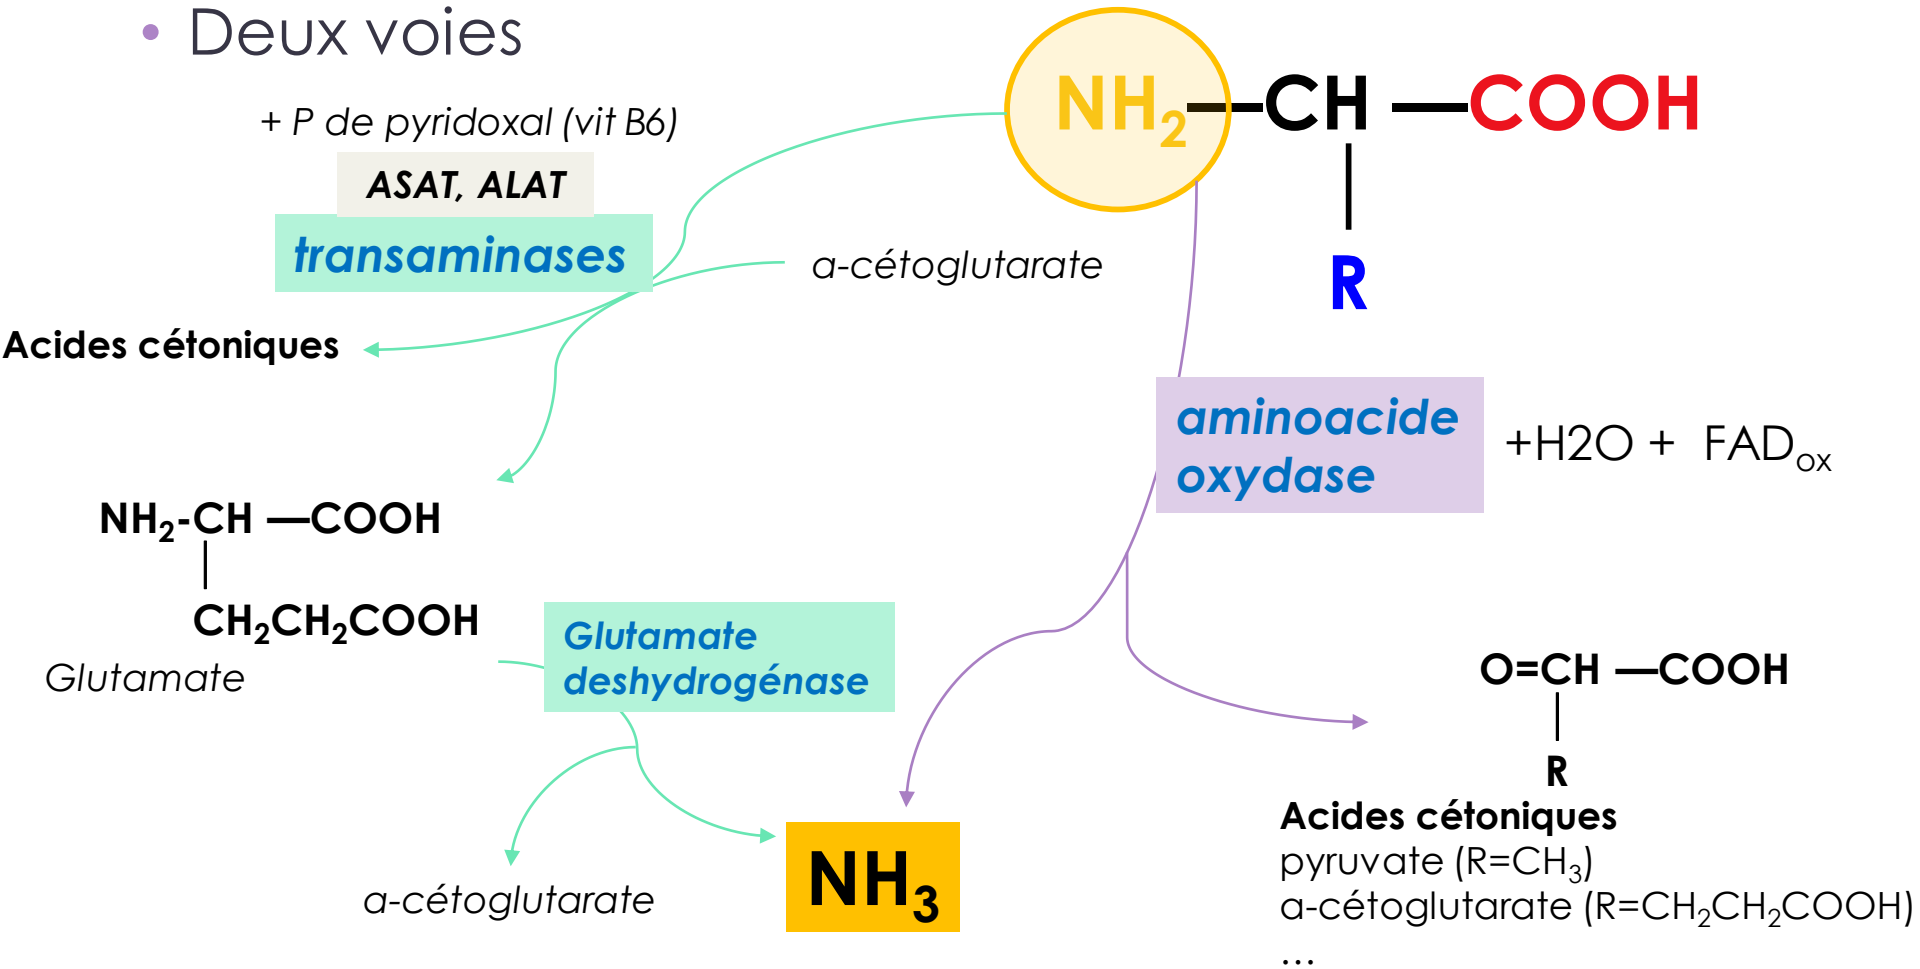 • Deux voies
NH₂—CH —COOH
R
+ P de pyridoxal (vit B6)
ASAT, ALAT
transaminases
a-cétoglutarate
Acides cétoniques
aminoacide
oxydase
+H2O + FADox
NH₂-CH —COOH
CH₂CH₂COOH
Glutamate
Glutamate
deshydrogénase
a-cétoglutarate
NH₃
O=CH —COOH
R
Acides cétoniques
pyruvate (R=CH₃)
a-cétoglutarate (R=CH₂CH₂COOH)
...